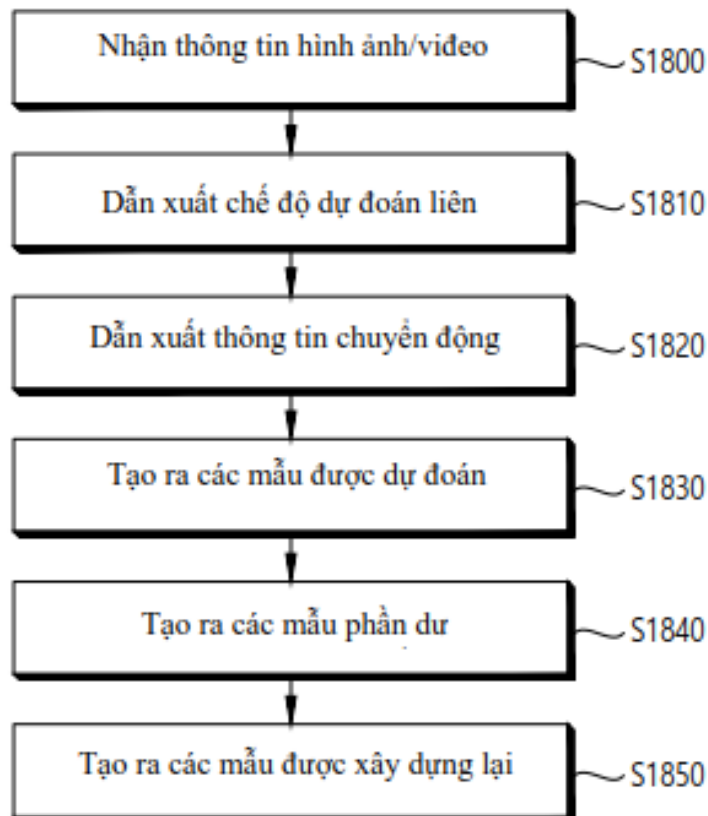 Nhận thông tin hình ảnh/video
S1800
Dẫn xuất chế độ dự đoán liên
S1810
Dẫn xuất thông tin chuyển động
S1820
Tạo ra các mẫu được dự đoán
S1830
Tạo ra các mẫu phần dư
S1840
Tạo ra các mẫu được xây dựng lại
S1850